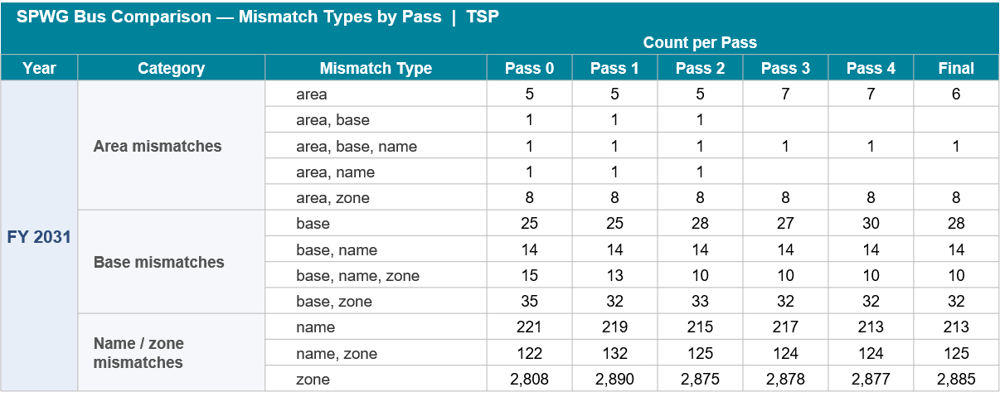 SPWG Bus Comparison — Mismatch Types by Pass | TSP
Count per Pass
Year Category Mismatch Type Pass 0 Pass 1 Pass 2 Pass 3 Pass 4 Final
FY 2031
Area mismatches
area 5 5 5 7 7 6
area, base 1 1 1
area, base, name 1 1 1 1 1 1
area, name 1 1 1
area, zone 8 8 8 8 8 8
Base mismatches
base 25 25 28 27 30 28
base, name 14 14 14 14 14 14
base, name, zone 15 13 10 10 10 10
base, zone 35 32 33 32 32 32
Name / zone
mismatches
name 221 219 215 217 213 213
name, zone 122 132 125 124 124 125
zone 2,808 2,890 2,875 2,878 2,877 2,885